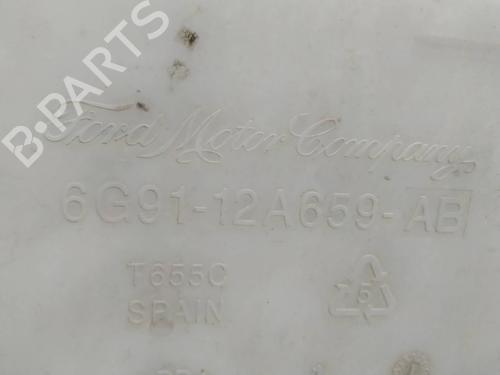 B-PARTS
Ford Motor Company
6G91-12A659-AB
T655C
SPAIN
5